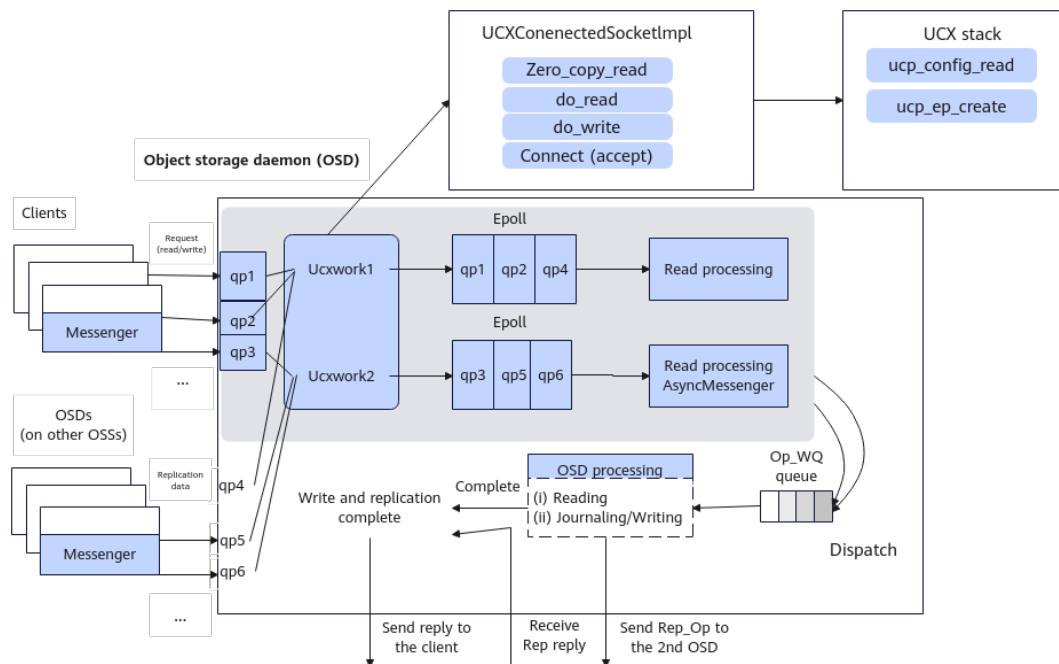 UCXConenectedSocketlmpl
Zero_copy_read
do_read
do_write
Connect (accept)
UCX stack
ucp_config_read
ucp_ep_create
Object storage daemon (OSD)
Clients
Request
(read/write)
Messenger
...
qp1
qp2
qp3
Ucxwork1
Ucxwork2
Epoll
qp1
qp2
qp4
Read processing
Epoll
qp3
qp5
qp6
Read processing
AsyncMessenger
OSDs
(on other OSSs)
Replication
data
Messenger
...
qp4
qp5
qp6
Write and replication
complete
Complete
OSD processing
(i) Reading
(ii) Journaling/Writing
Op_WQ
queue
Dispatch
Send reply to
the client
Receive
Rep reply
Send Rep_Op to
the 2nd OSD